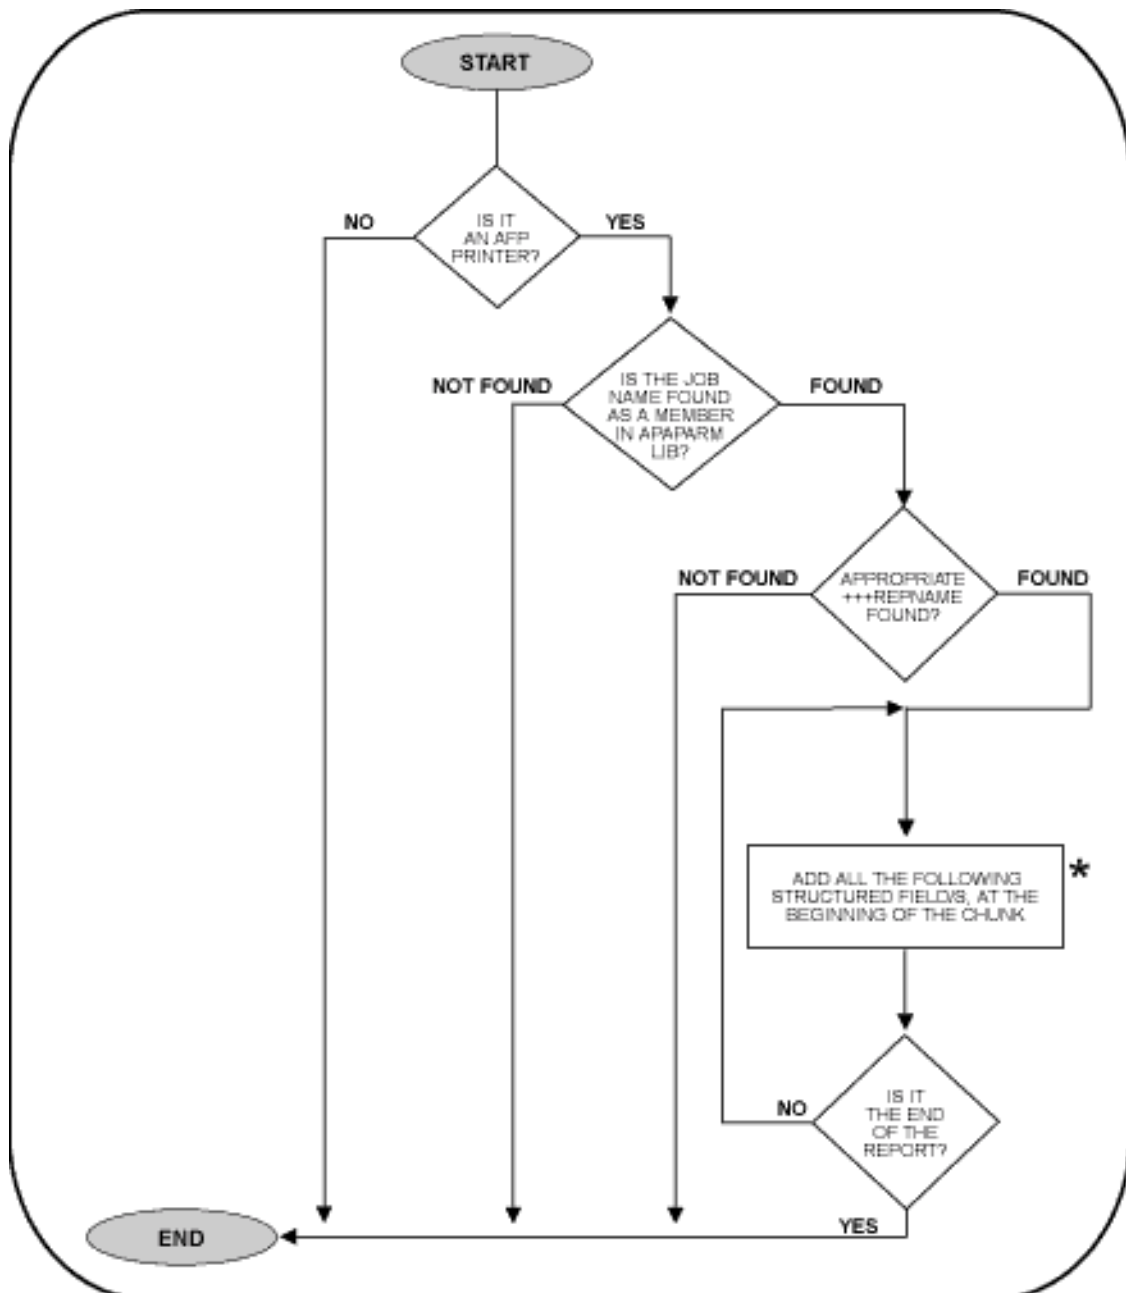 START
NO
IS IT
AN AFP
PRINTER?
YES
NOT FOUND
IS THE JOB
NAME FOUND
AS A MEMBER
IN APAPARM
LIB?
FOUND
NOT FOUND
APPROPRIATE
+++REPNAME
FOUND?
FOUND
ADD ALL THE FOLLOWING
STRUCTURED FIELD/S, AT THE
BEGINNING OF THE CHUNK
*
NO
IS IT
THE END
OF THE
REPORT?
YES
END